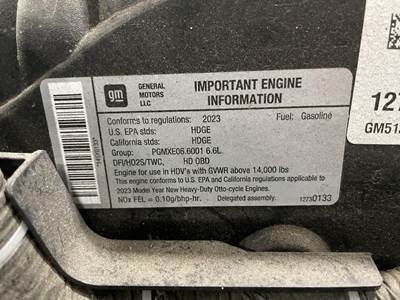 gm
GENERAL MOTORS LLC
IMPORTANT ENGINE INFORMATION
Conforms to regulations: 2023 Fuel: Gasoline
U.S. EPA stds: HDGE
California stds: HDGE
Group: PGMXE06.6001 6.6L
DFI/HO2S/TWC, HD OBD
Engine for use in HDV's with GVWR above 14,000 lbs
This engine conforms to U.S. EPA and California regulations applicable to
2023 Model Year New Heavy-Duty Otto-cycle Engines.
NOx FEL = 0.10g/bhp-hr. Delegated assembly. 12730133
127
GM512